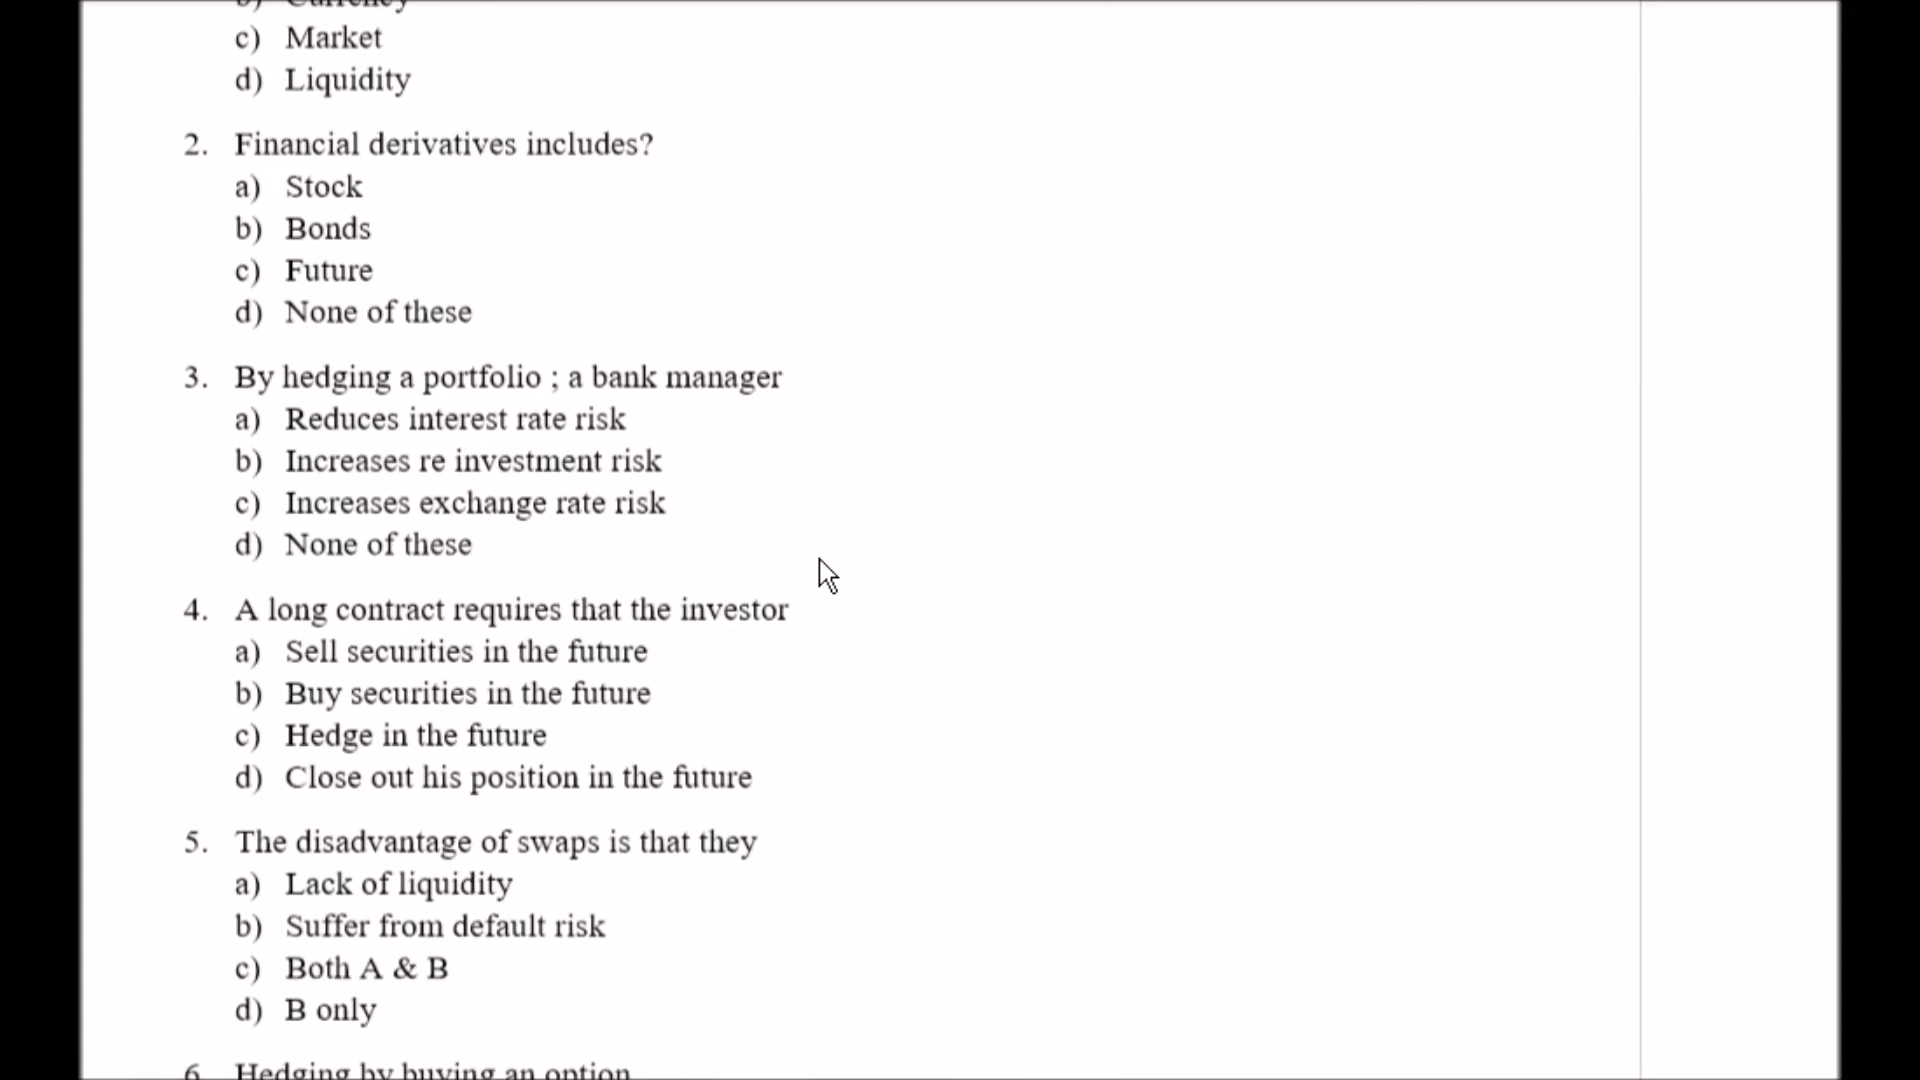 b) Currency
c) Market
d) Liquidity
2. Financial derivatives includes?
a) Stock
b) Bonds
c) Future
d) None of these
3. By hedging a portfolio ; a bank manager
a) Reduces interest rate risk
b) Increases re investment risk
c) Increases exchange rate risk
d) None of these
4. A long contract requires that the investor
a) Sell securities in the future
b) Buy securities in the future
c) Hedge in the future
d) Close out his position in the future
5. The disadvantage of swaps is that they
a) Lack of liquidity
b) Suffer from default risk
c) Both A & B
d) B only
6. Hedging by buying an option